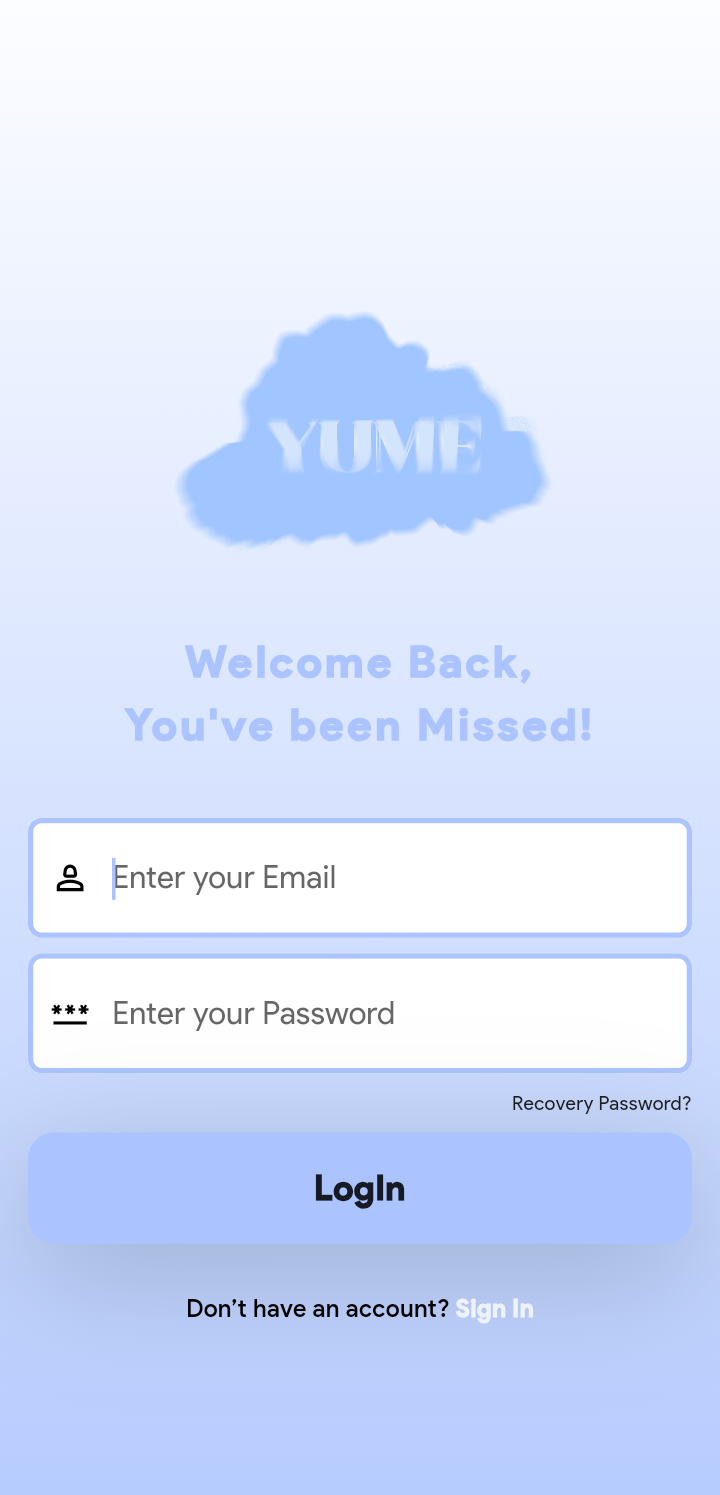 YUME
Welcome Back,
You've been Missed!
Enter your Email
Enter your Password
Recovery Password?
LogIn
Don’t have an account? SIgn In